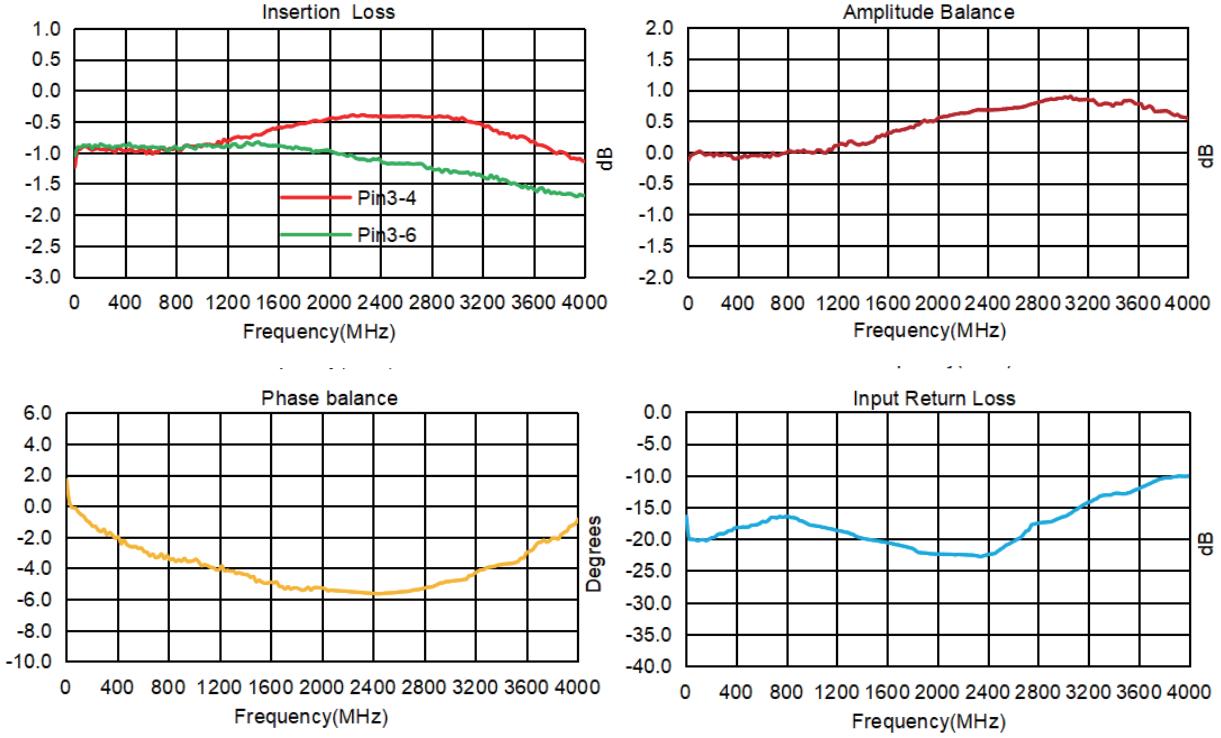 Insertion Loss
1.0
0.5
0.0
-0.5
-1.0
-1.5
-2.0
-2.5
-3.0
Pin3-4
Pin3-6
0 400 800 1200 2000 2400 2800 3200 3600 4000
Frequency(MHz)
dB
Amplitude Balance
2.0
1.5
1.0
0.5
0.0
-0.5
-1.0
-1.5
-2.0
0 400 800 1200 1600 2000 2400 2800 3200 3600 4000
Frequency(MHz)
dB
Phase balance
6.0
4.0
2.0
0.0
-2.0
-4.0
-6.0
-8.0
-10.0
0 400 800 1200 1600 2000 2400 2800 3200 3600 4000
Frequency(MHz)
Degrees
Input Return Loss
0.0
-5.0
-10.0
-15.0
-20.0
-25.0
-30.0
-35.0
-40.0
0 400 800 1200 1600 2000 2400 2800 3200 3600 4000
Frequency(MHz)
dB